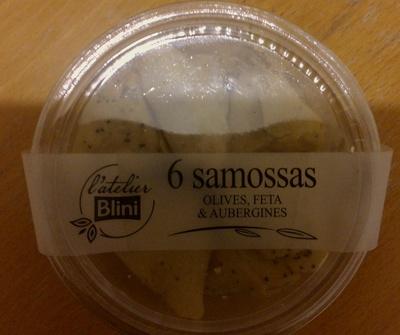 l'atelier
Blini
6 samossas
OLIVES, FETA
& AUBERGINES